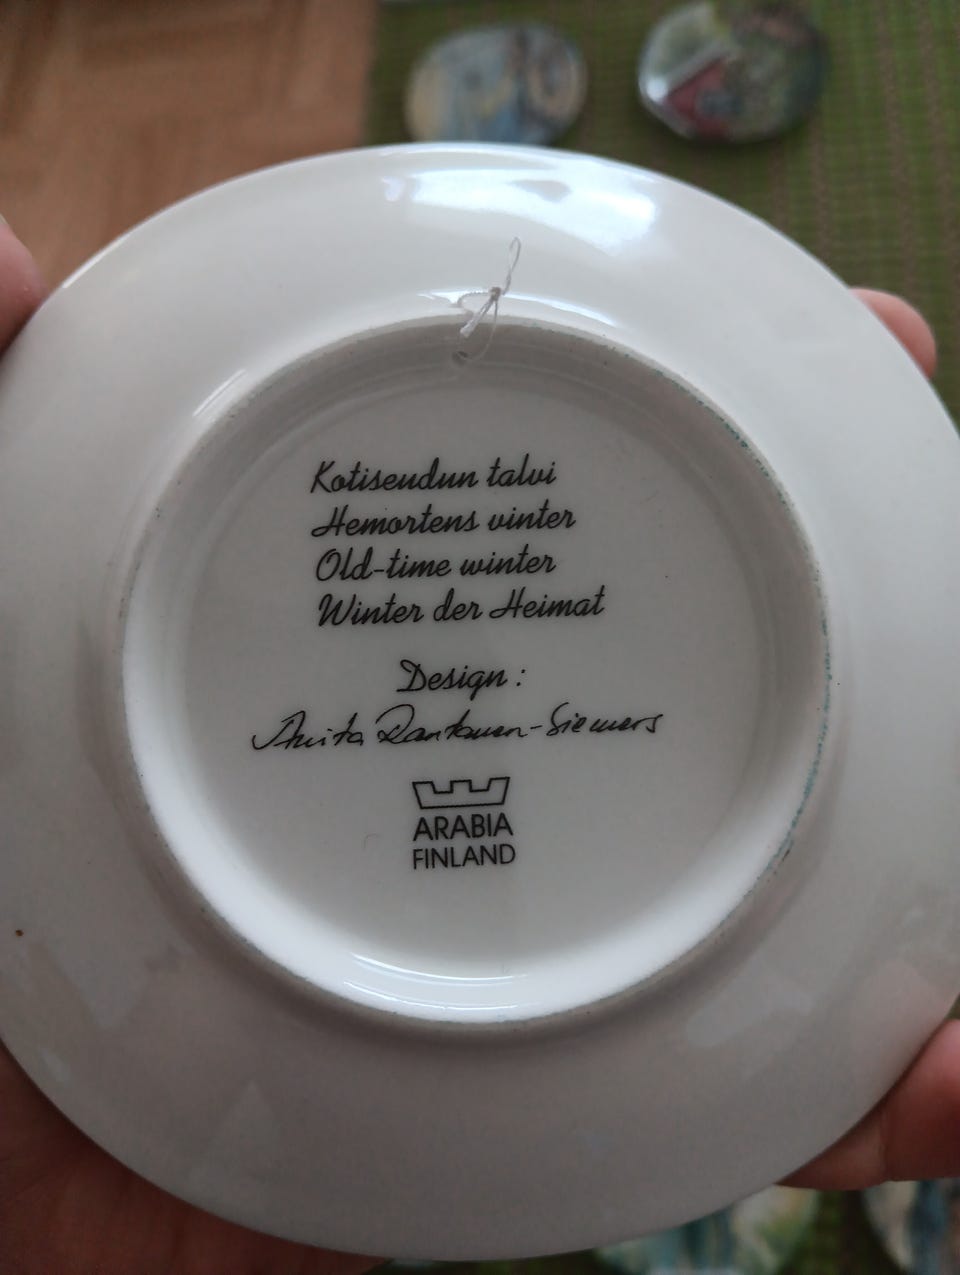 Kotiseudun talvi
Hemortens vinter
Old-time winter
Winter der Heimat
Design :
Anita Rantanen-Siemers
ARABIA
FINLAND